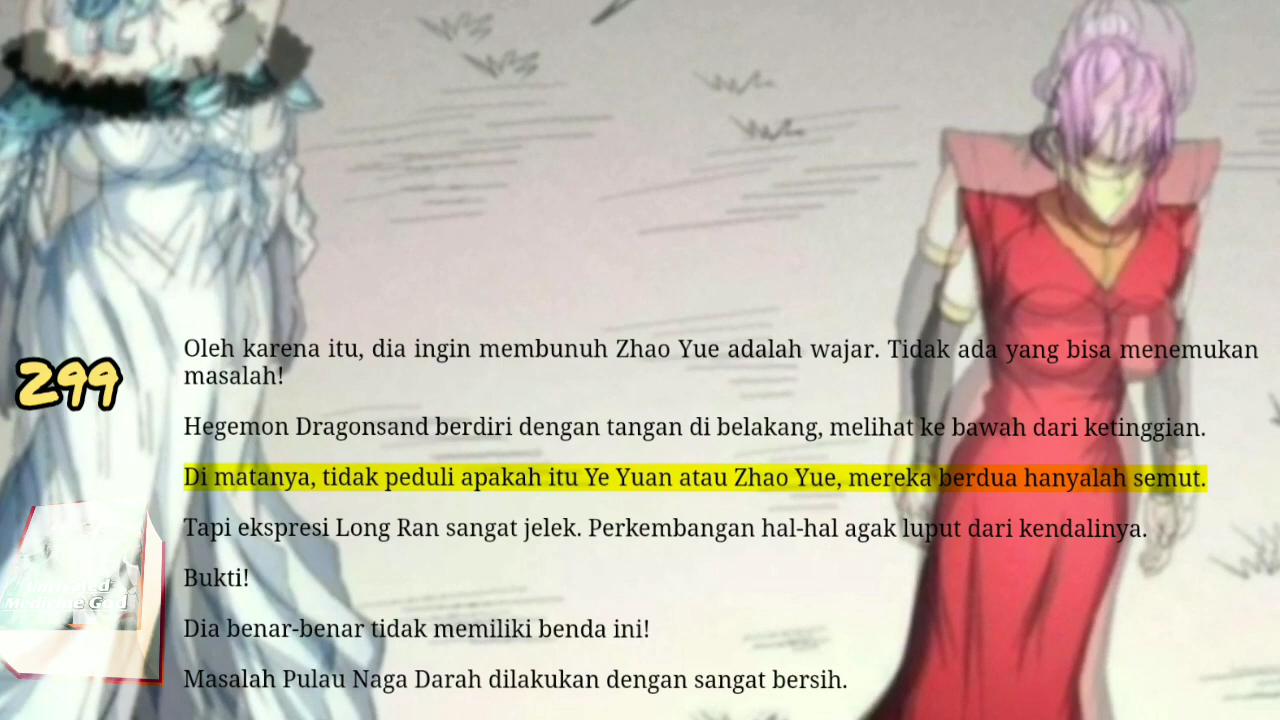 Oleh karena itu, dia ingin membunuh Zhao Yue adalah wajar. Tidak ada yang bisa menemukan
masalah!
299
Hegemon Dragonsand berdiri dengan tangan di belakang, melihat ke bawah dari ketinggian.
Di matanya, tidak peduli apakah itu Ye Yuan atau Zhao Yue, mereka berdua hanyalah semut.
Tapi ekspresi Long Ran sangat jelek. Perkembangan hal-hal agak luput dari kendalinya.
Bukti!
Unrivaled
Medicine God
Dia benar-benar tidak memiliki benda ini!
Masalah Pulau Naga Darah dilakukan dengan sangat bersih.